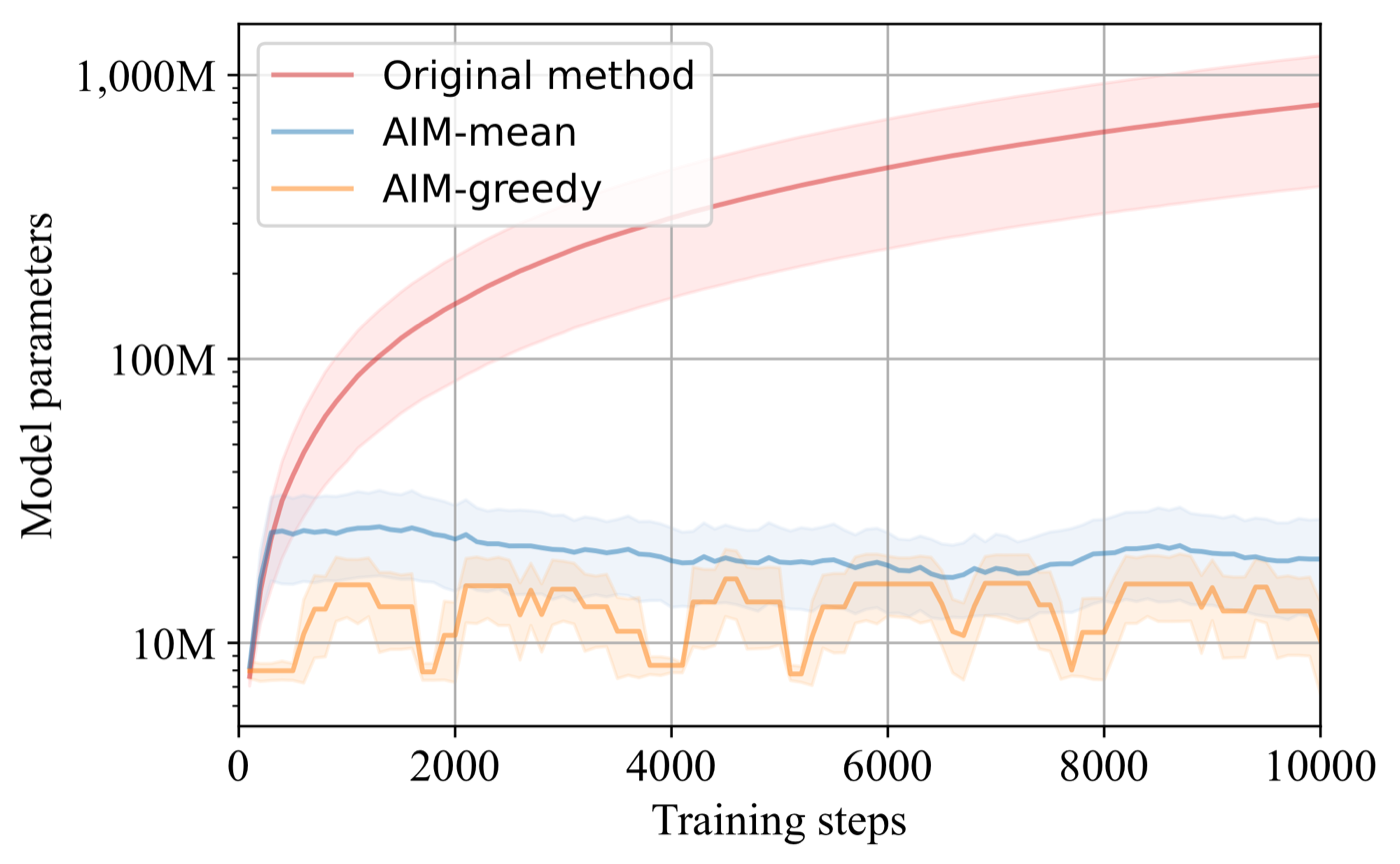 1,000M
100M
10M
Model parameters
Original method
AIM-mean
AIM-greedy
0
2000
4000
6000
8000
10000
Training steps